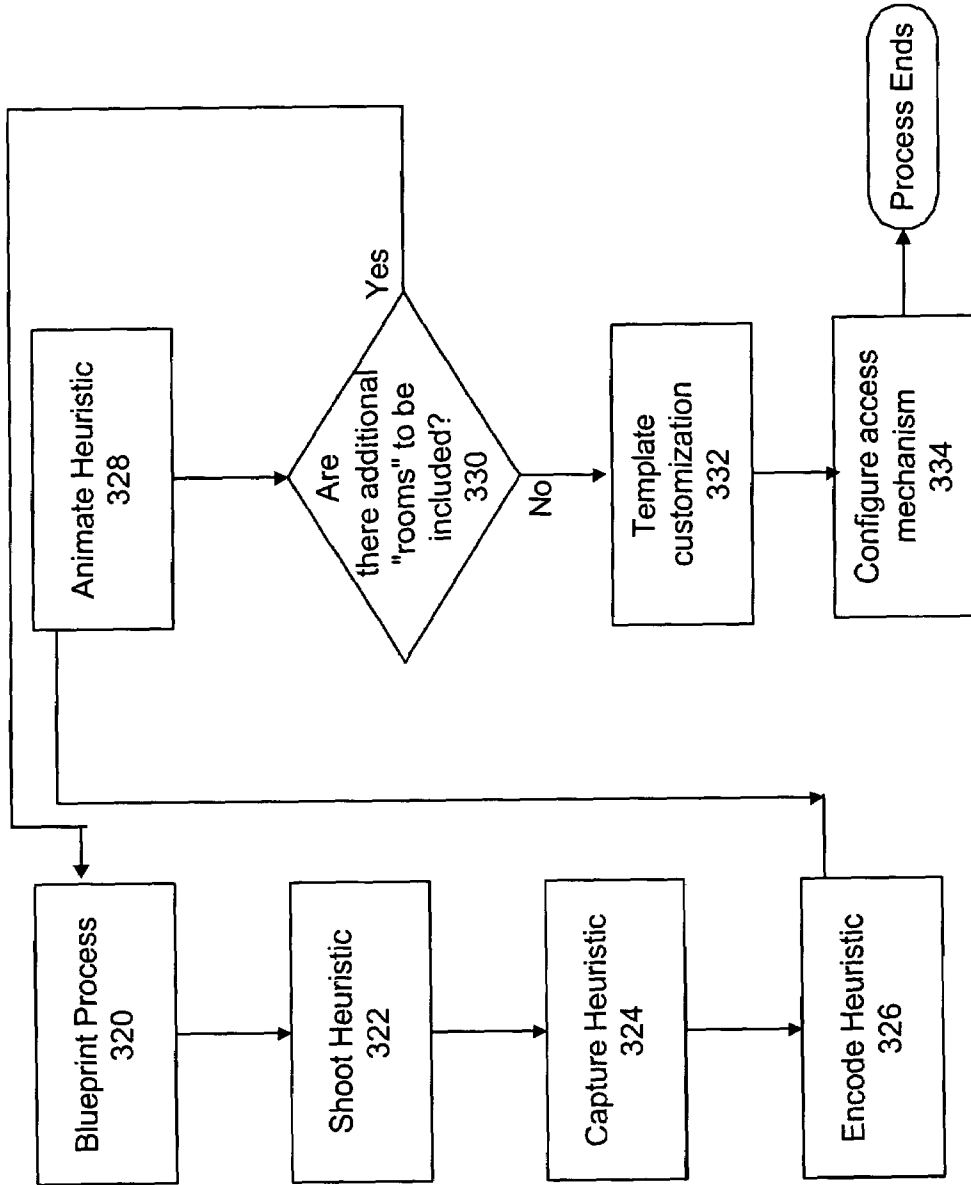 Blueprint Process
320
Shoot Heuristic
322
Capture Heuristic
324
Encode Heuristic
326
Animate Heuristic
328
Are
there additional
"rooms" to be
included?
330
Yes
No
Template
customization
332
Configure access
mechanism
334
Process Ends